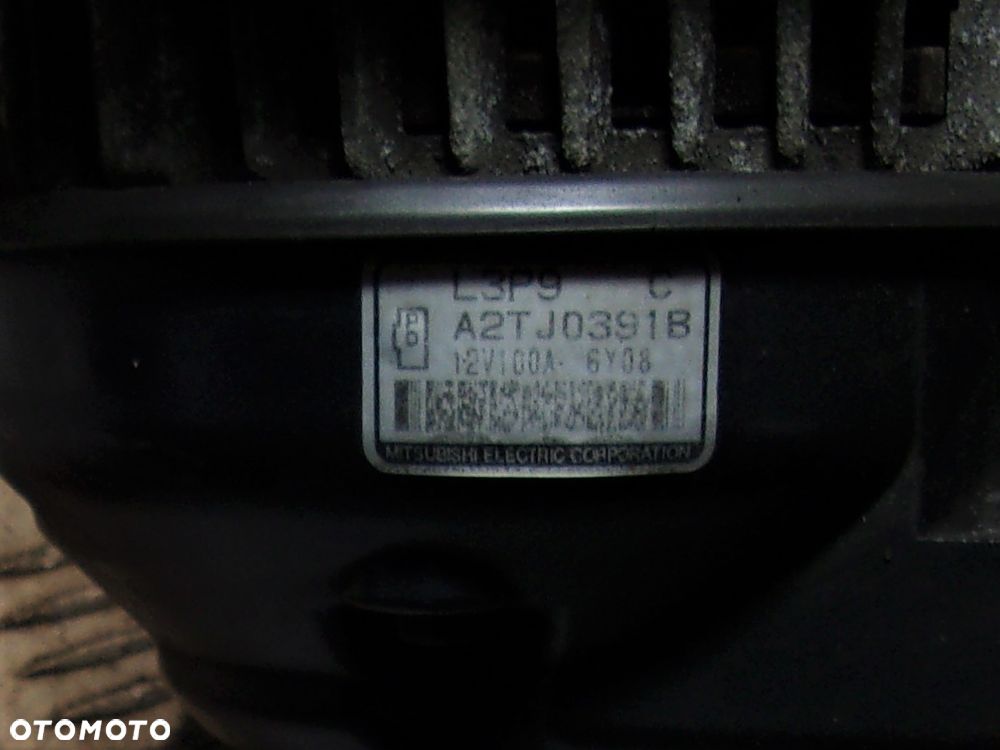 L3P9 C
A2TJ0391B
12V100A 6Y08
MITSUBISHI ELECTRIC CORPORATION
OTOMOTO